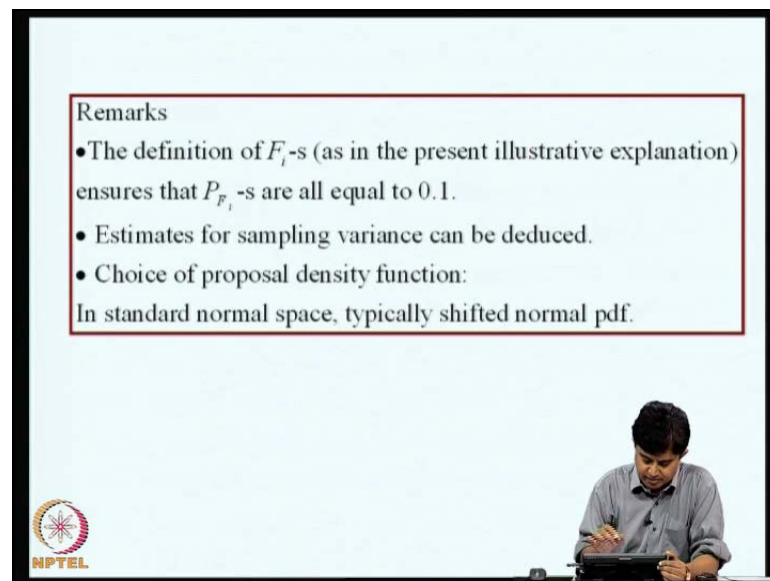 Remarks
•The definition of F_i-s (as in the present illustrative explanation)
ensures that P_{F_i}-s are all equal to 0.1.
• Estimates for sampling variance can be deduced.
• Choice of proposal density function:
In standard normal space, typically shifted normal pdf.
NPTEL